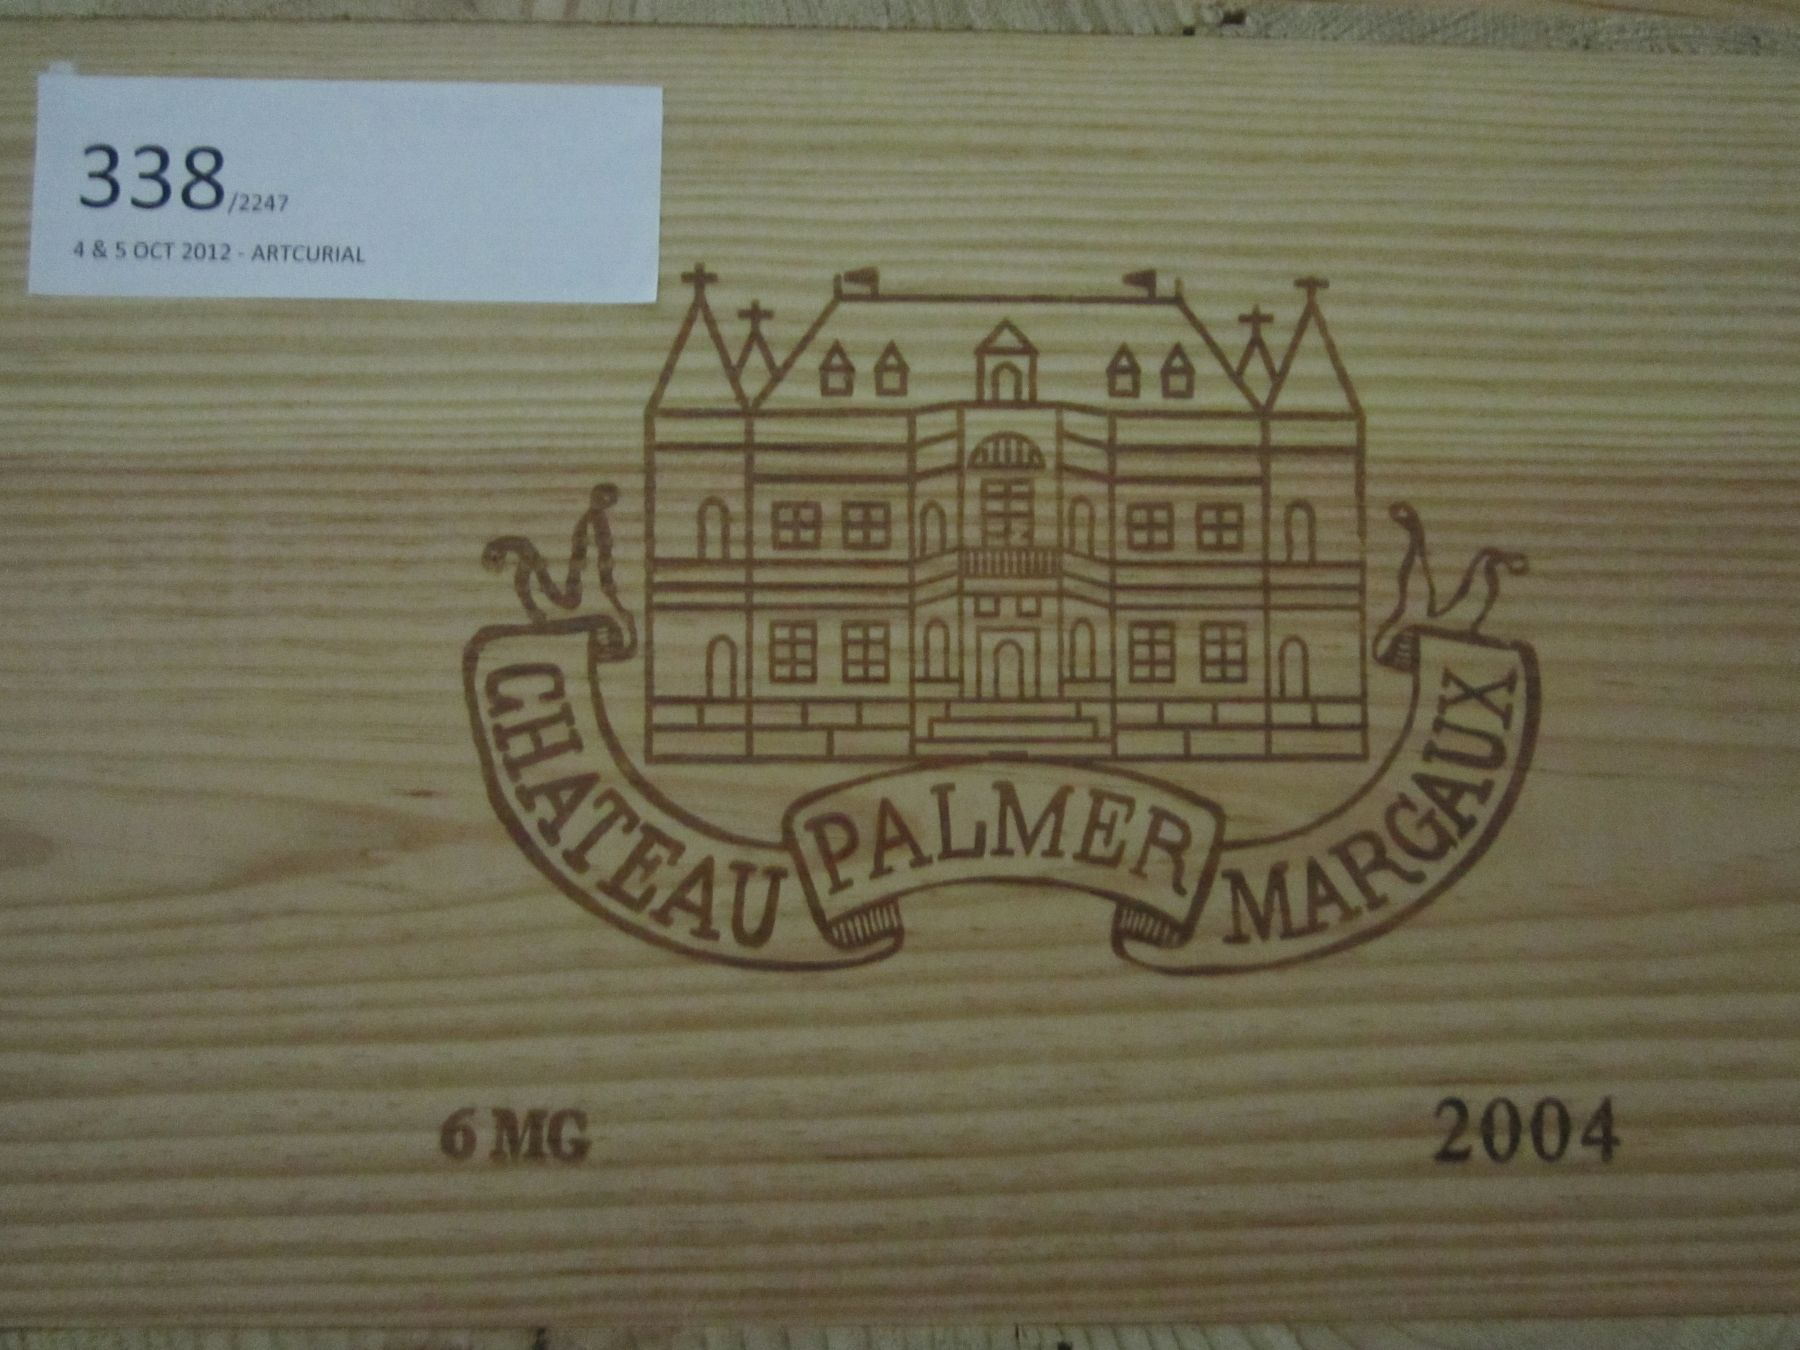 338/2247
4 & 5 OCT 2012 - ARTCURIAL
CHATEAU PALMER MARGAUX
6 MG
2004